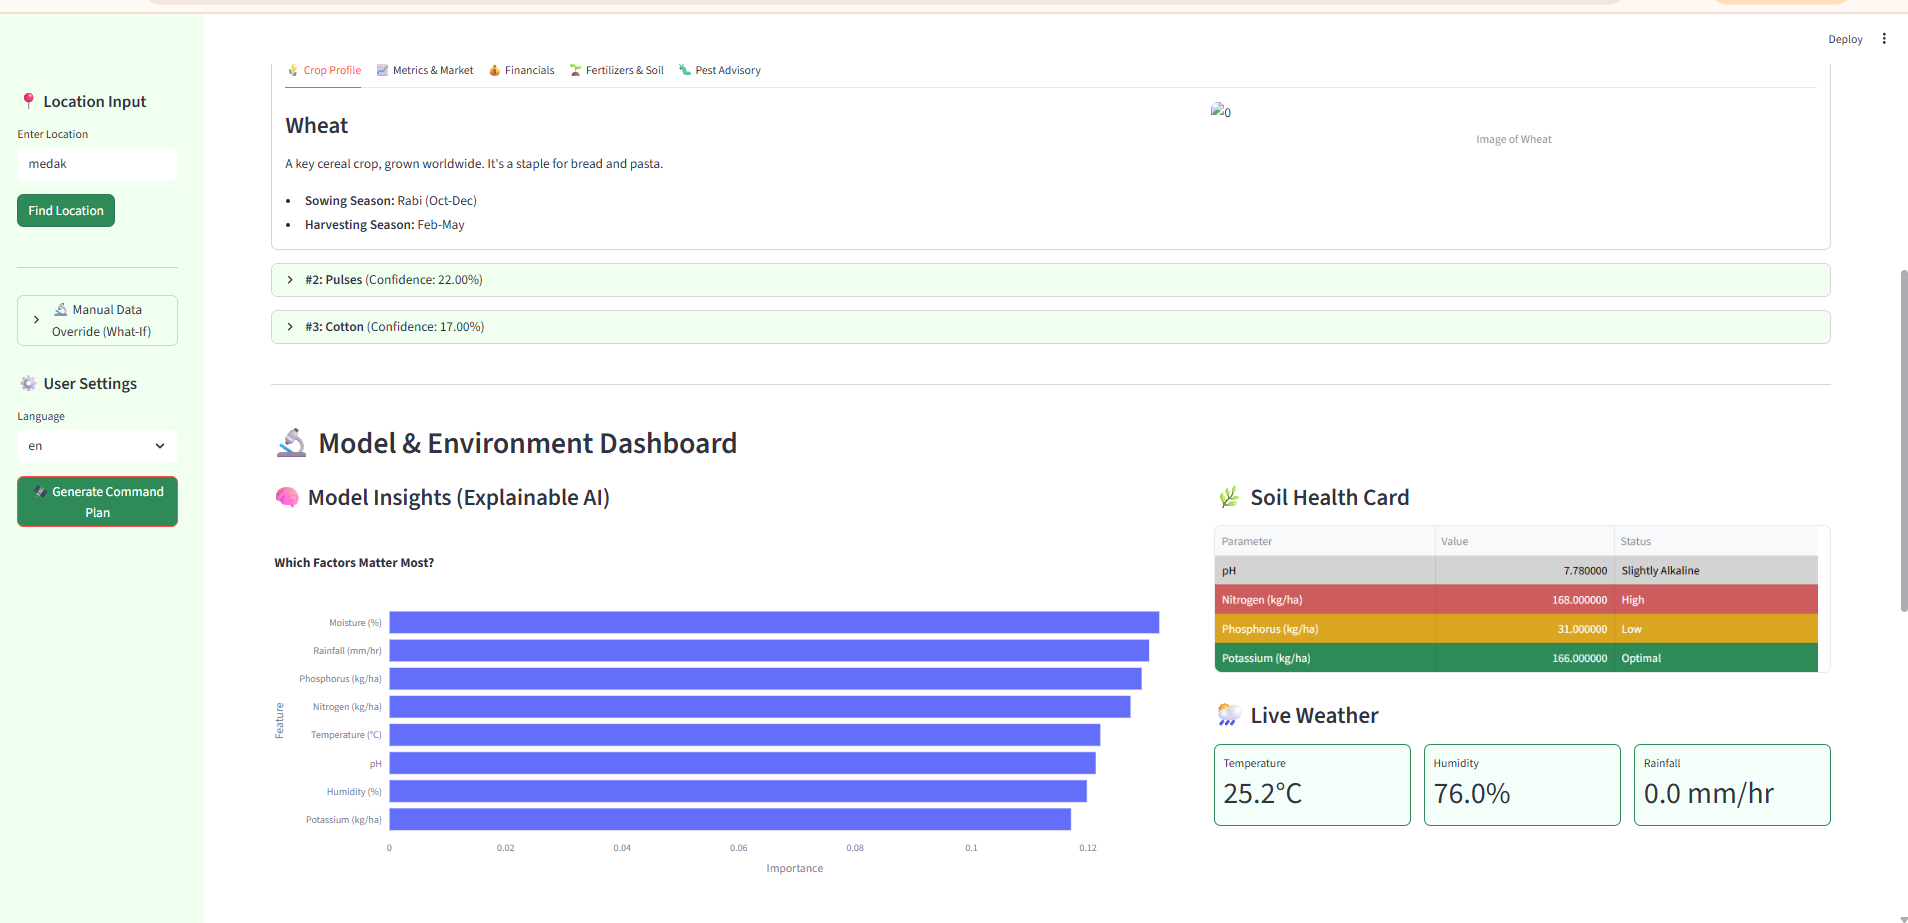 Deploy
Location Input
Enter Location
medak
Find Location
Manual Data
Override (What-If)
User Settings
Language
en
Generate Command
Plan
Crop Profile
Metrics & Market
Financials
Fertilizers & Soil
Pest Advisory
Wheat
A key cereal crop, grown worldwide. It's a staple for bread and pasta.
Sowing Season: Rabi (Oct-Dec)
Harvesting Season: Feb-May
0
Image of Wheat
#2: Pulses (Confidence: 22.00%)
#3: Cotton (Confidence: 17.00%)
Model & Environment Dashboard
Model Insights (Explainable AI)
Which Factors Matter Most?
Feature
Moisture (%)
Rainfall (mm/hr)
Phosphorus (kg/ha)
Nitrogen (kg/ha)
Temperature (°C)
pH
Humidity (%)
Potassium (kg/ha)
0 0.02 0.04 0.06 0.08 0.1 0.12
Importance
Soil Health Card
Parameter Value Status
pH 7.780000 Slightly Alkaline
Nitrogen (kg/ha) 168.000000 High
Phosphorus (kg/ha) 31.000000 Low
Potassium (kg/ha) 166.000000 Optimal
Live Weather
Temperature
25.2°C
Humidity
76.0%
Rainfall
0.0 mm/hr